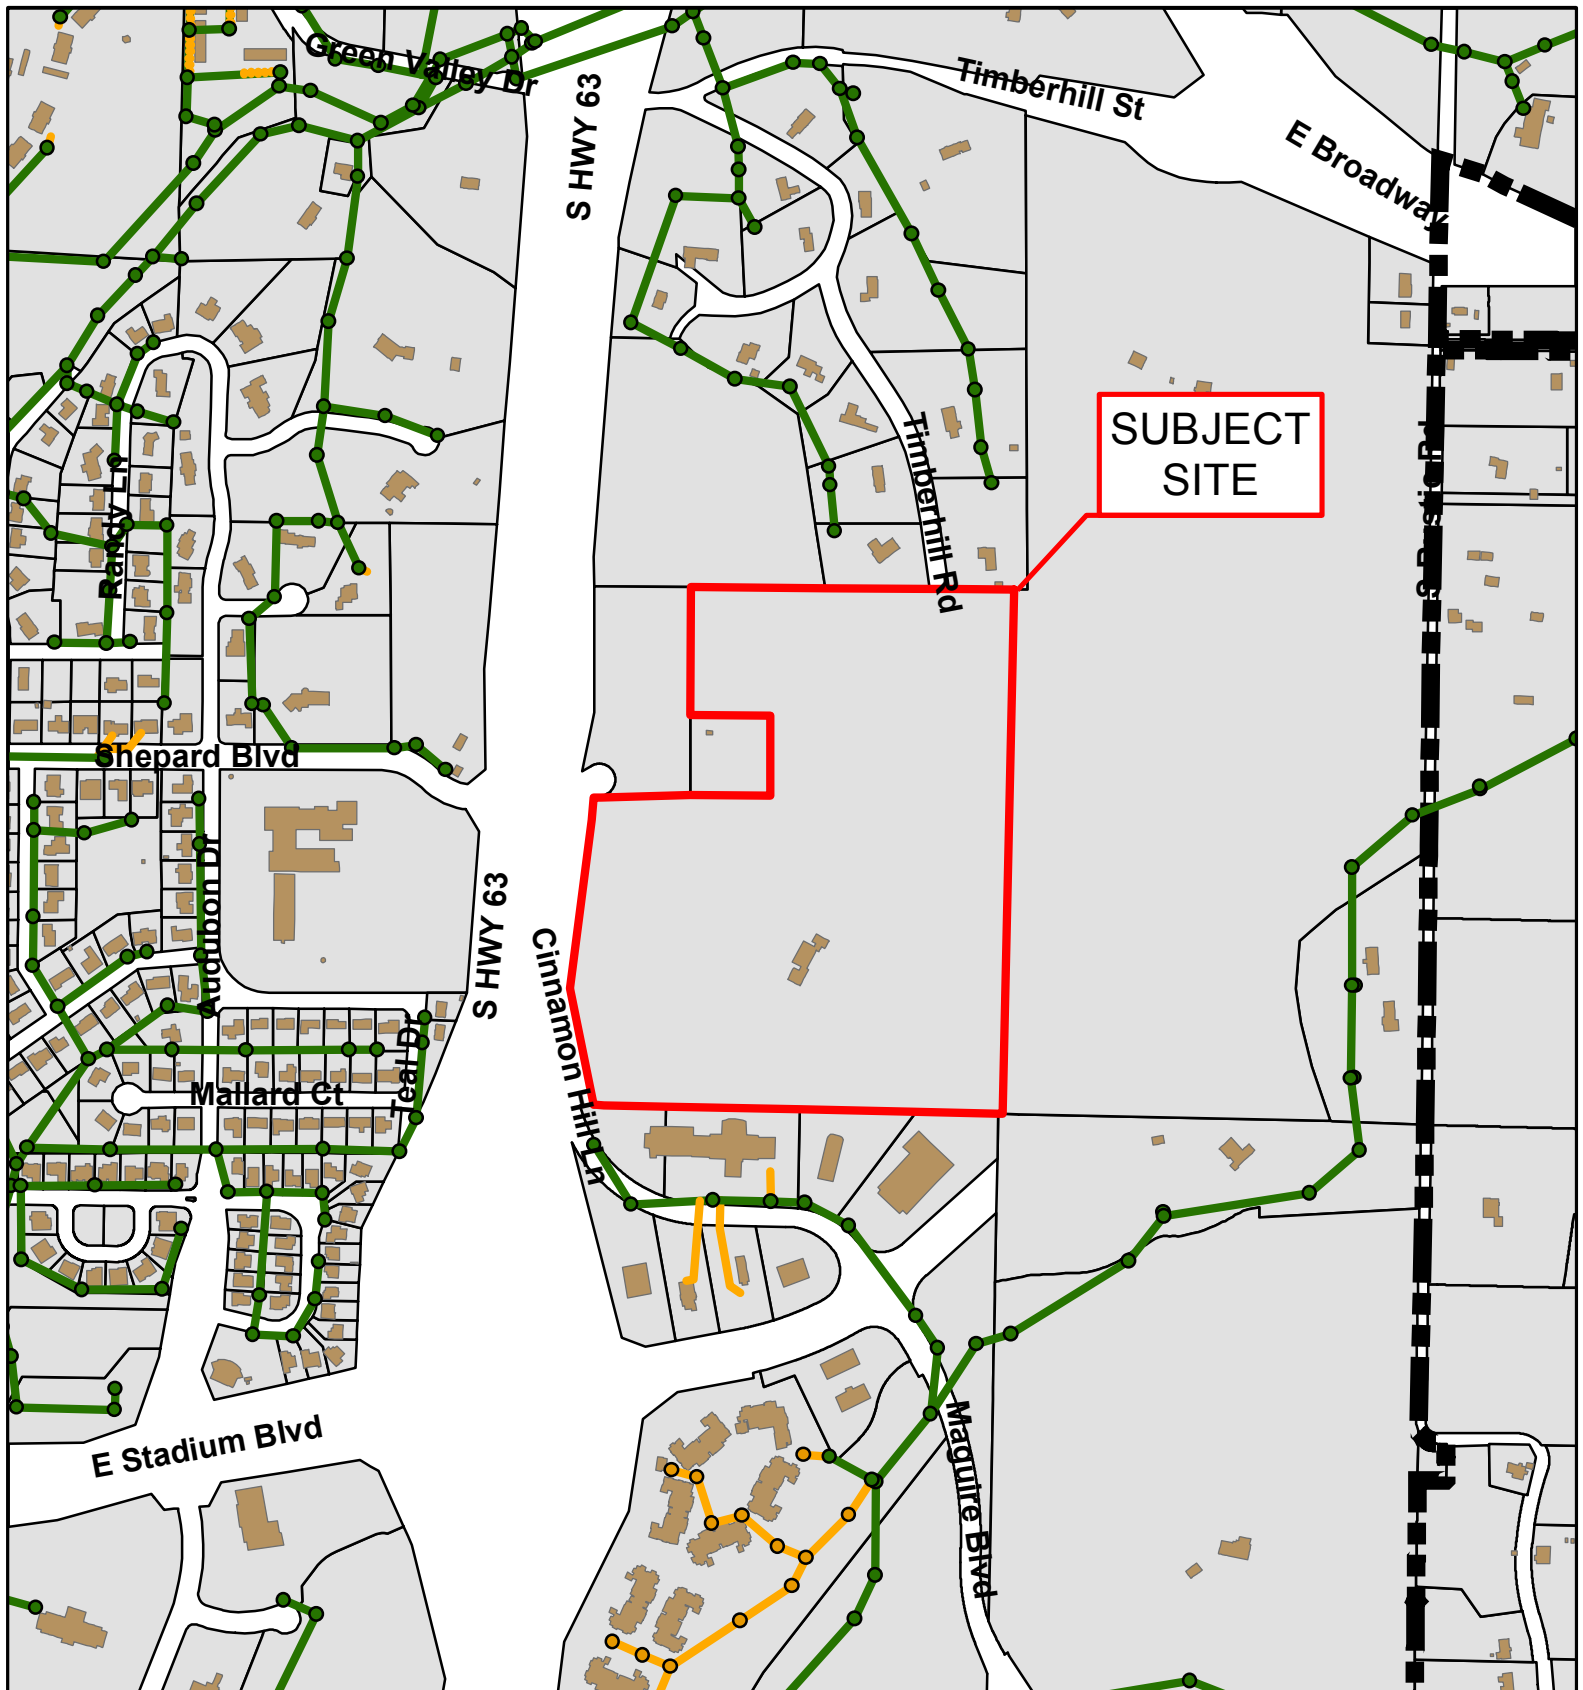 Green Valley Dr
S HWY 63
Timberhill St
E Broadway
SUBJECT
SITE
Timberhill Rd
Randy Ln
Shepard Blvd
Audubon Dr
S HWY 63
Cinnamon Hill Ln
Teal Dr
Mallard Ct
E Stadium Blvd
Maguire Blvd